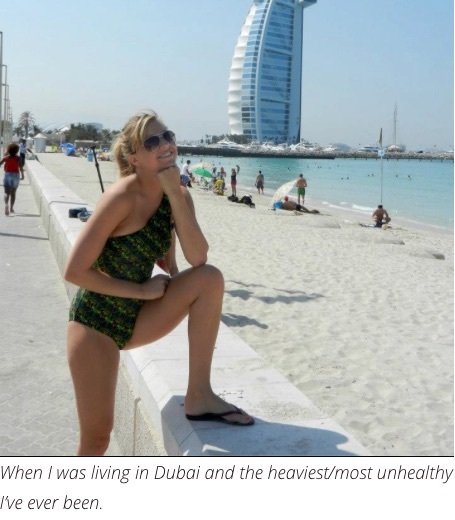 When I was living in Dubai and the heaviest/most unhealthy
I've ever been.